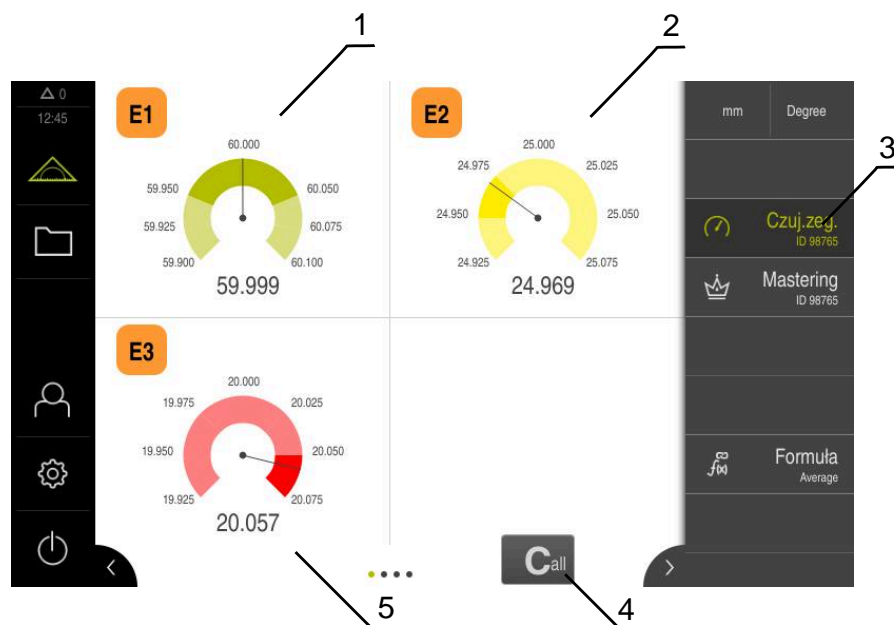 1
2
0
12:45
mm Degree
E1
60.000
59.950 60.050
59.925 60.075
59.900 60.100
59.999
E2
25.000
24.975 25.025
24.950 25.050
24.925 25.075
24.969
3
Czuj.zeg.
ID 98765
Mastering
ID 98765
E3
20.000
19.975 20.025
19.950 20.050
19.925 20.075
20.057
f(x) Formuła
Average
Call
5
4